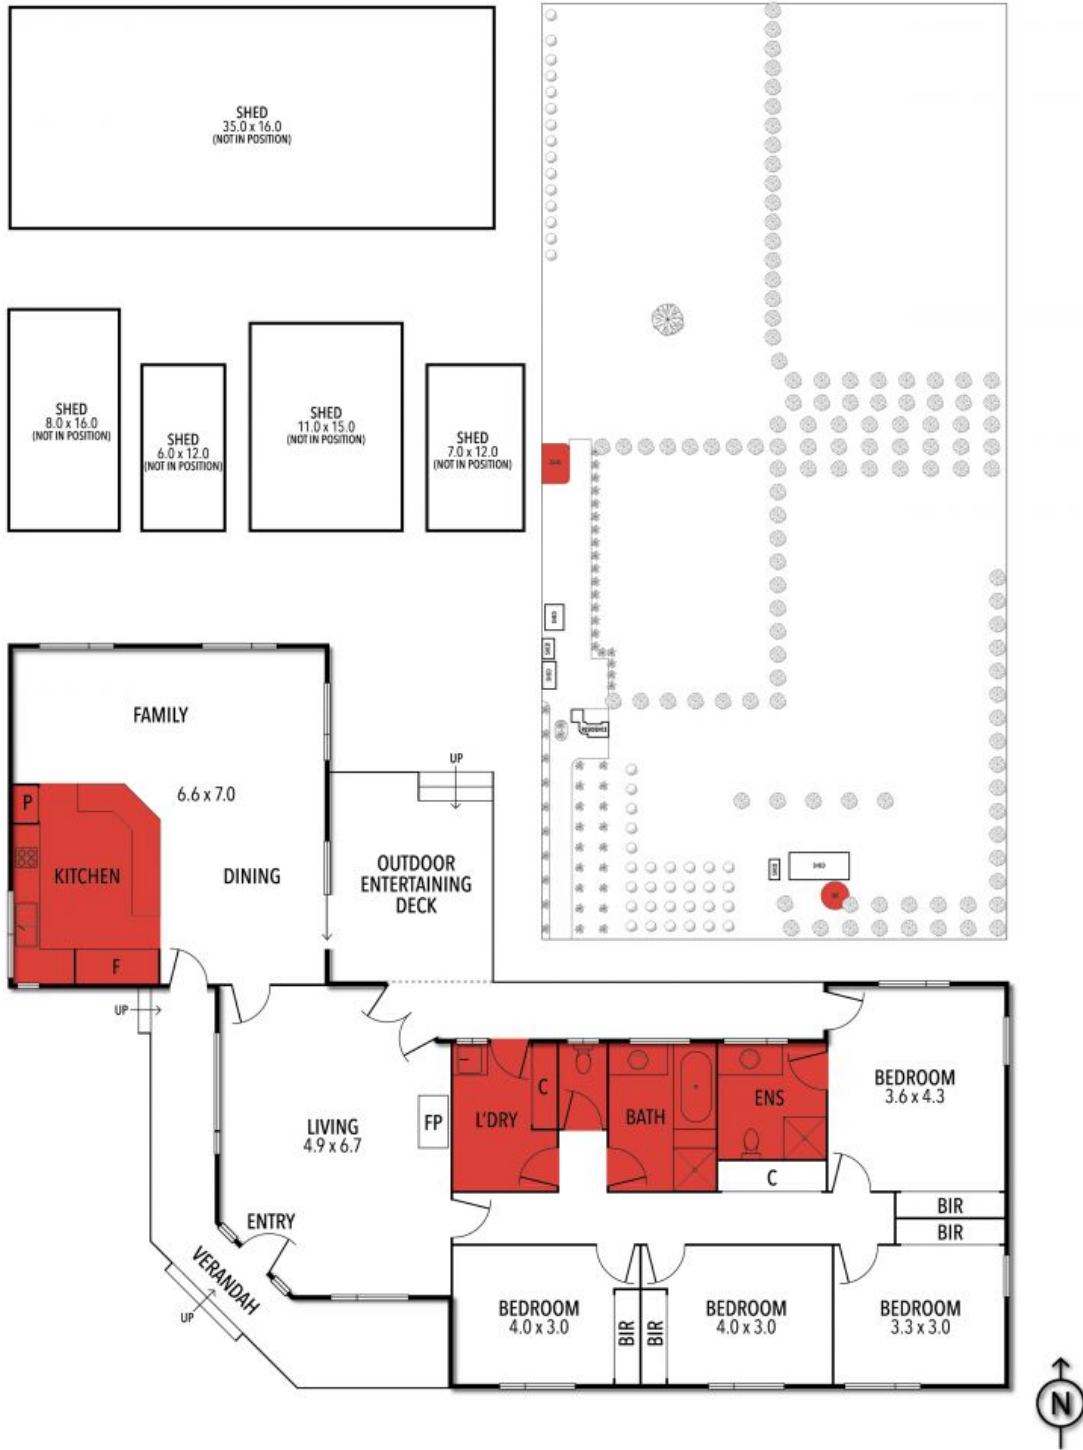 SHED
35.0 x 16.0
(NOT IN POSITION)
SHED
8.0 x 16.0
(NOT IN POSITION)
SHED
6.0 x 12.0
(NOT IN POSITION)
SHED
11.0 x 15.0
(NOT IN POSITION)
SHED
7.0 x 12.0
(NOT IN POSITION)
SHED
SHED
SHED
FAMILY
6.6 x 7.0
P
KITCHEN
DINING
F
UP
OUTDOOR
ENTERTAINING
DECK
UP
LIVING
4.9 x 6.7
FP
L'DRY
C
BATH
ENS
C
BEDROOM
3.6 x 4.3
BIR
BIR
ENTRY
VERANDAH
UP
BEDROOM
4.0 x 3.0
BIR
BIR
BEDROOM
4.0 x 3.0
BEDROOM
3.3 x 3.0
N